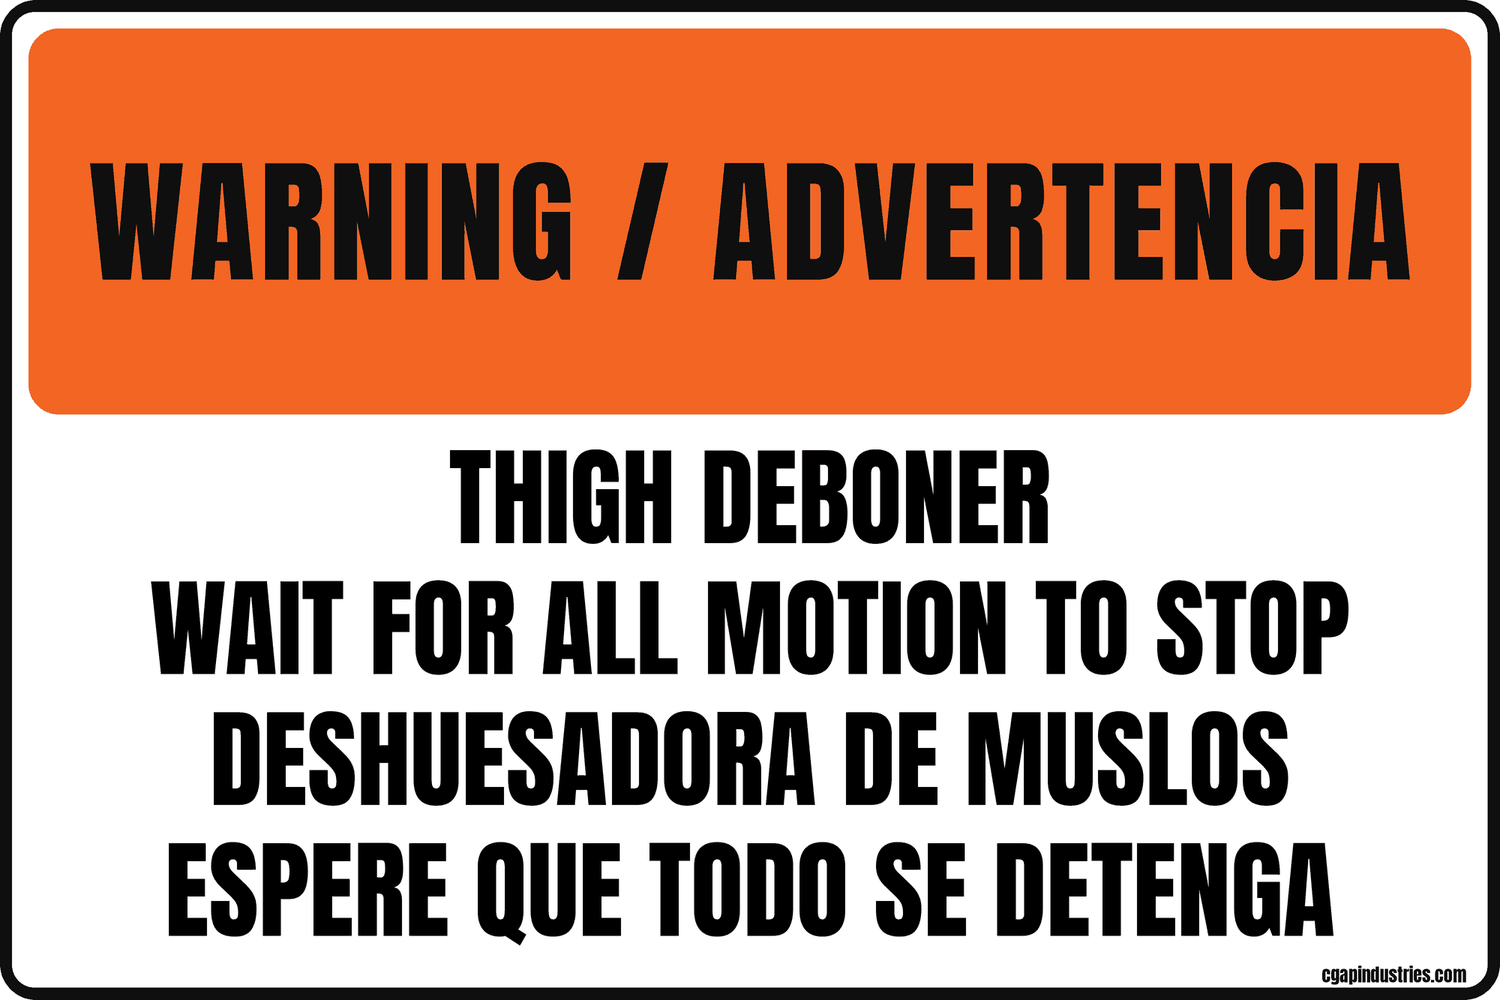 WARNING / ADVERTENCIA
THIGH DEBONER
WAIT FOR ALL MOTION TO STOP
DESHUESADORA DE MUSLOS
ESPERE QUE TODO SE DETENGA
cgapindustries.com